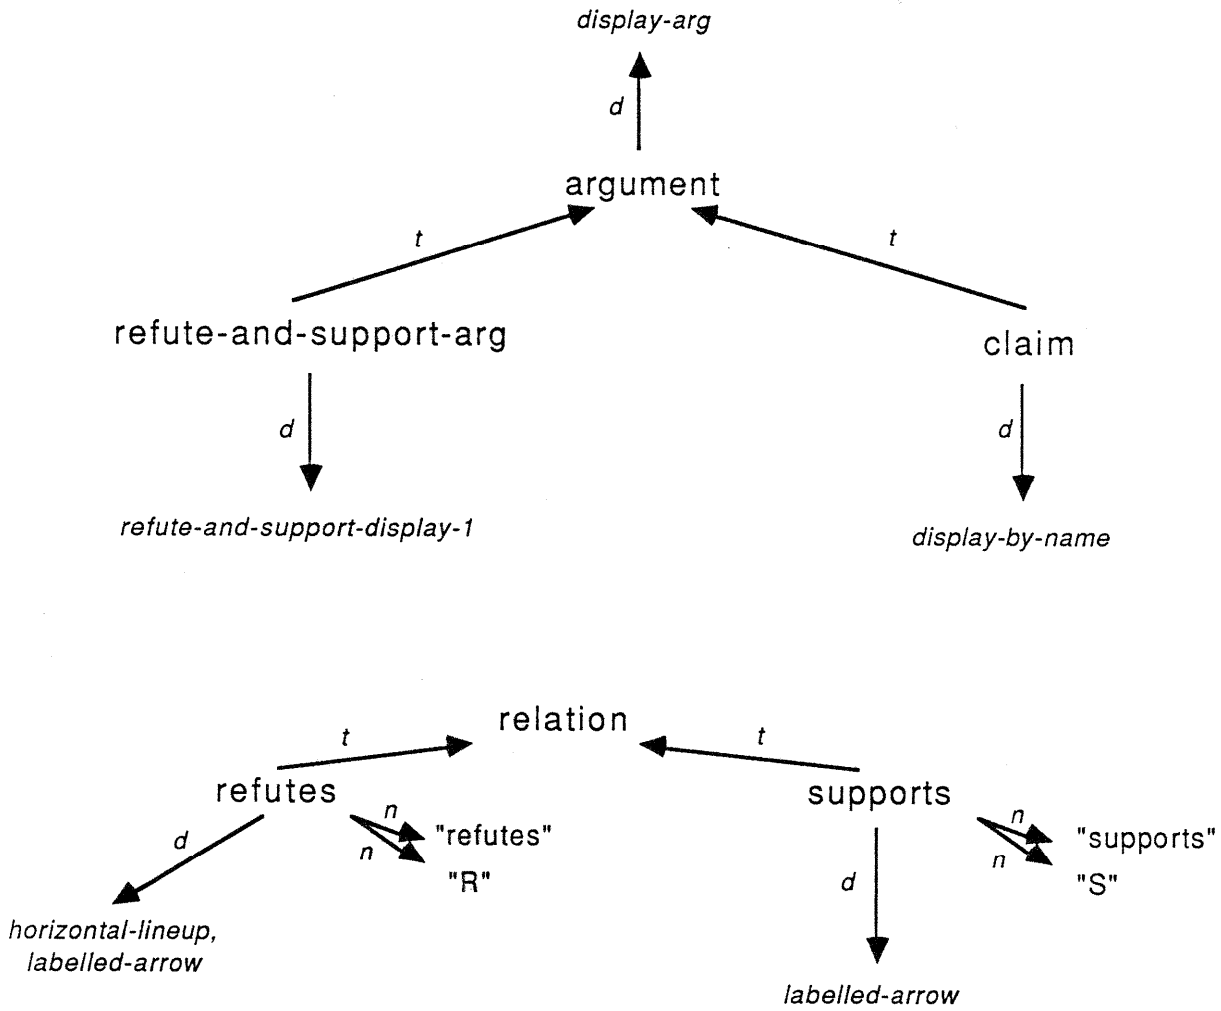 display-arg
d
argument
t
t
refute-and-support-arg
claim
d
d
refute-and-support-display-1
display-by-name
relation
t
t
refutes
supports
n
"refutes"
n
"R"
d
n
"supports"
n
"S"
d
horizontal-lineup,
labelled-arrow
labelled-arrow